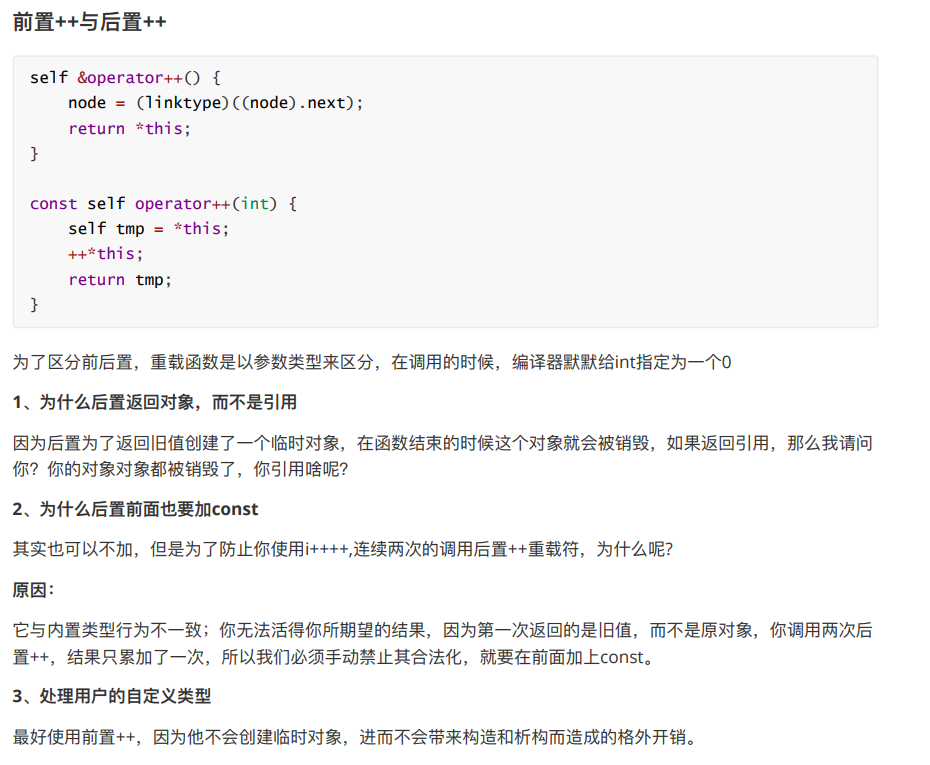 前置++与后置++
self &operator++() {
    node = (linktype)((node).next);
    return *this;
}
const self operator++(int) {
    self tmp = *this;
    ++*this;
    return tmp;
}
为了区分前后置，重载函数是以参数类型来区分，在调用的时候，编译器默默给int指定为一个0
1、为什么后置返回对象，而不是引用
因为后置为了返回旧值创建了一个临时对象，在函数结束的时候这个对象就会被销毁，如果返回引用，那么我请问
你？你的对象对象都被销毁了，你引用啥呢？
2、为什么后置前面也要加const
其实也可以不加，但是为了防止你使用i++++,连续两次的调用后置++重载符，为什么呢？
原因：
它与内置类型行为不一致；你无法活得你所期望的结果，因为第一次返回的是旧值，而不是原对象，你调用两次后
置++，结果只累加了一次，所以我们必须手动禁止其合法化，就要在前面加上const。
3、处理用户的自定义类型
最好使用前置++，因为他不会创建临时对象，进而不会带来构造和析构而造成的格外开销。